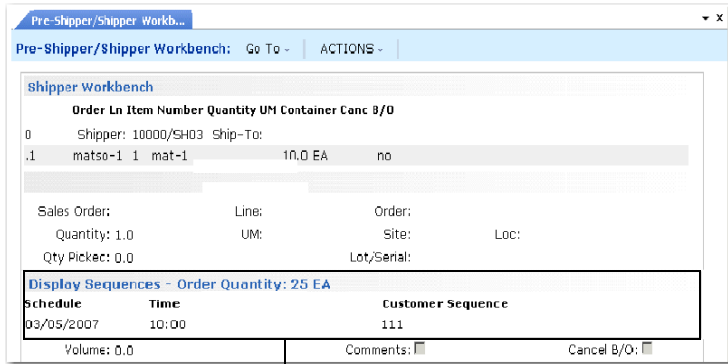 Pre-Shipper/Shipper Workb...
Pre-Shipper/Shipper Workbench: Go To ACTIONS
Shipper Workbench
Order Ln Item Number Quantity UM Container Canc B/O
0 Shipper: 10000/SH03 Ship-To:
.1 matso-1 1 mat-1 10.0 EA no
Sales Order: Line: Order:
Quantity: 1.0 UM: Site: Loc:
Qty Picked: 0.0 Lot/Serial:
Display Sequences - Order Quantity: 25 EA
Schedule Time Customer Sequence
03/05/2007 10:00 111
Volume: 0.0 Comments: Cancel B/O: